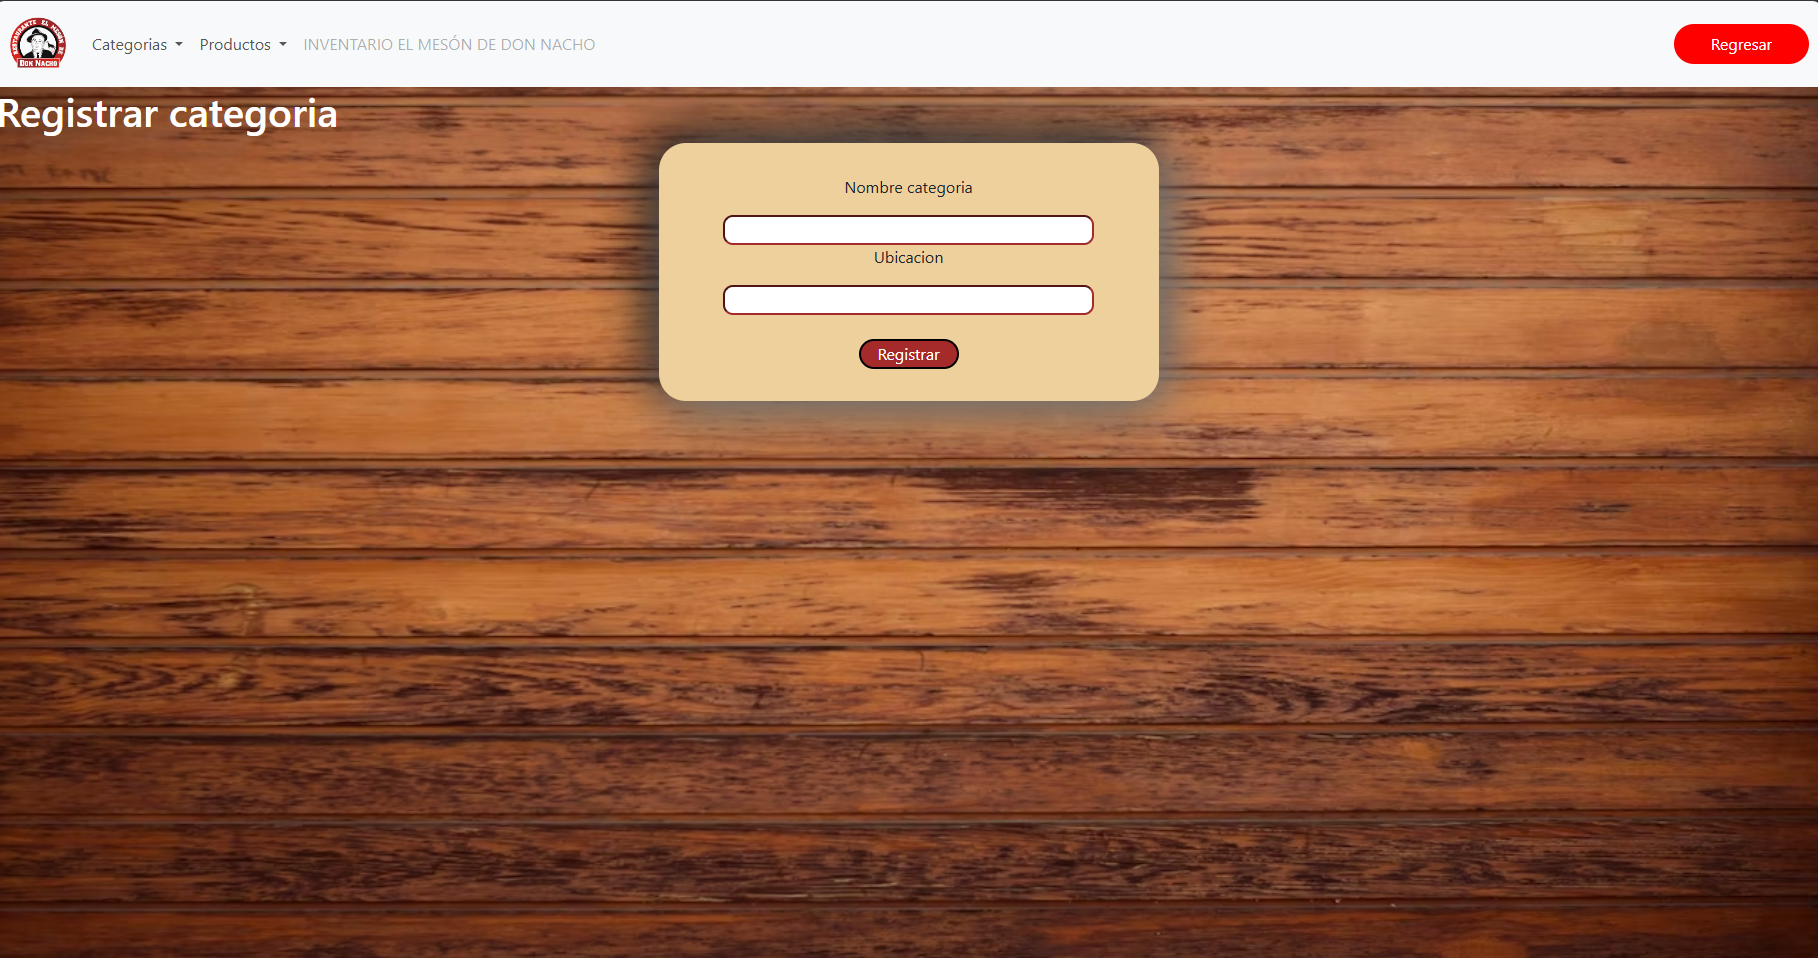 RESTAURANTE EL MESÓN DE
DON NACHO
Categorias
Productos
INVENTARIO EL MESÓN DE DON NACHO
Regresar
Registrar categoria
Nombre categoria
Ubicacion
Registrar